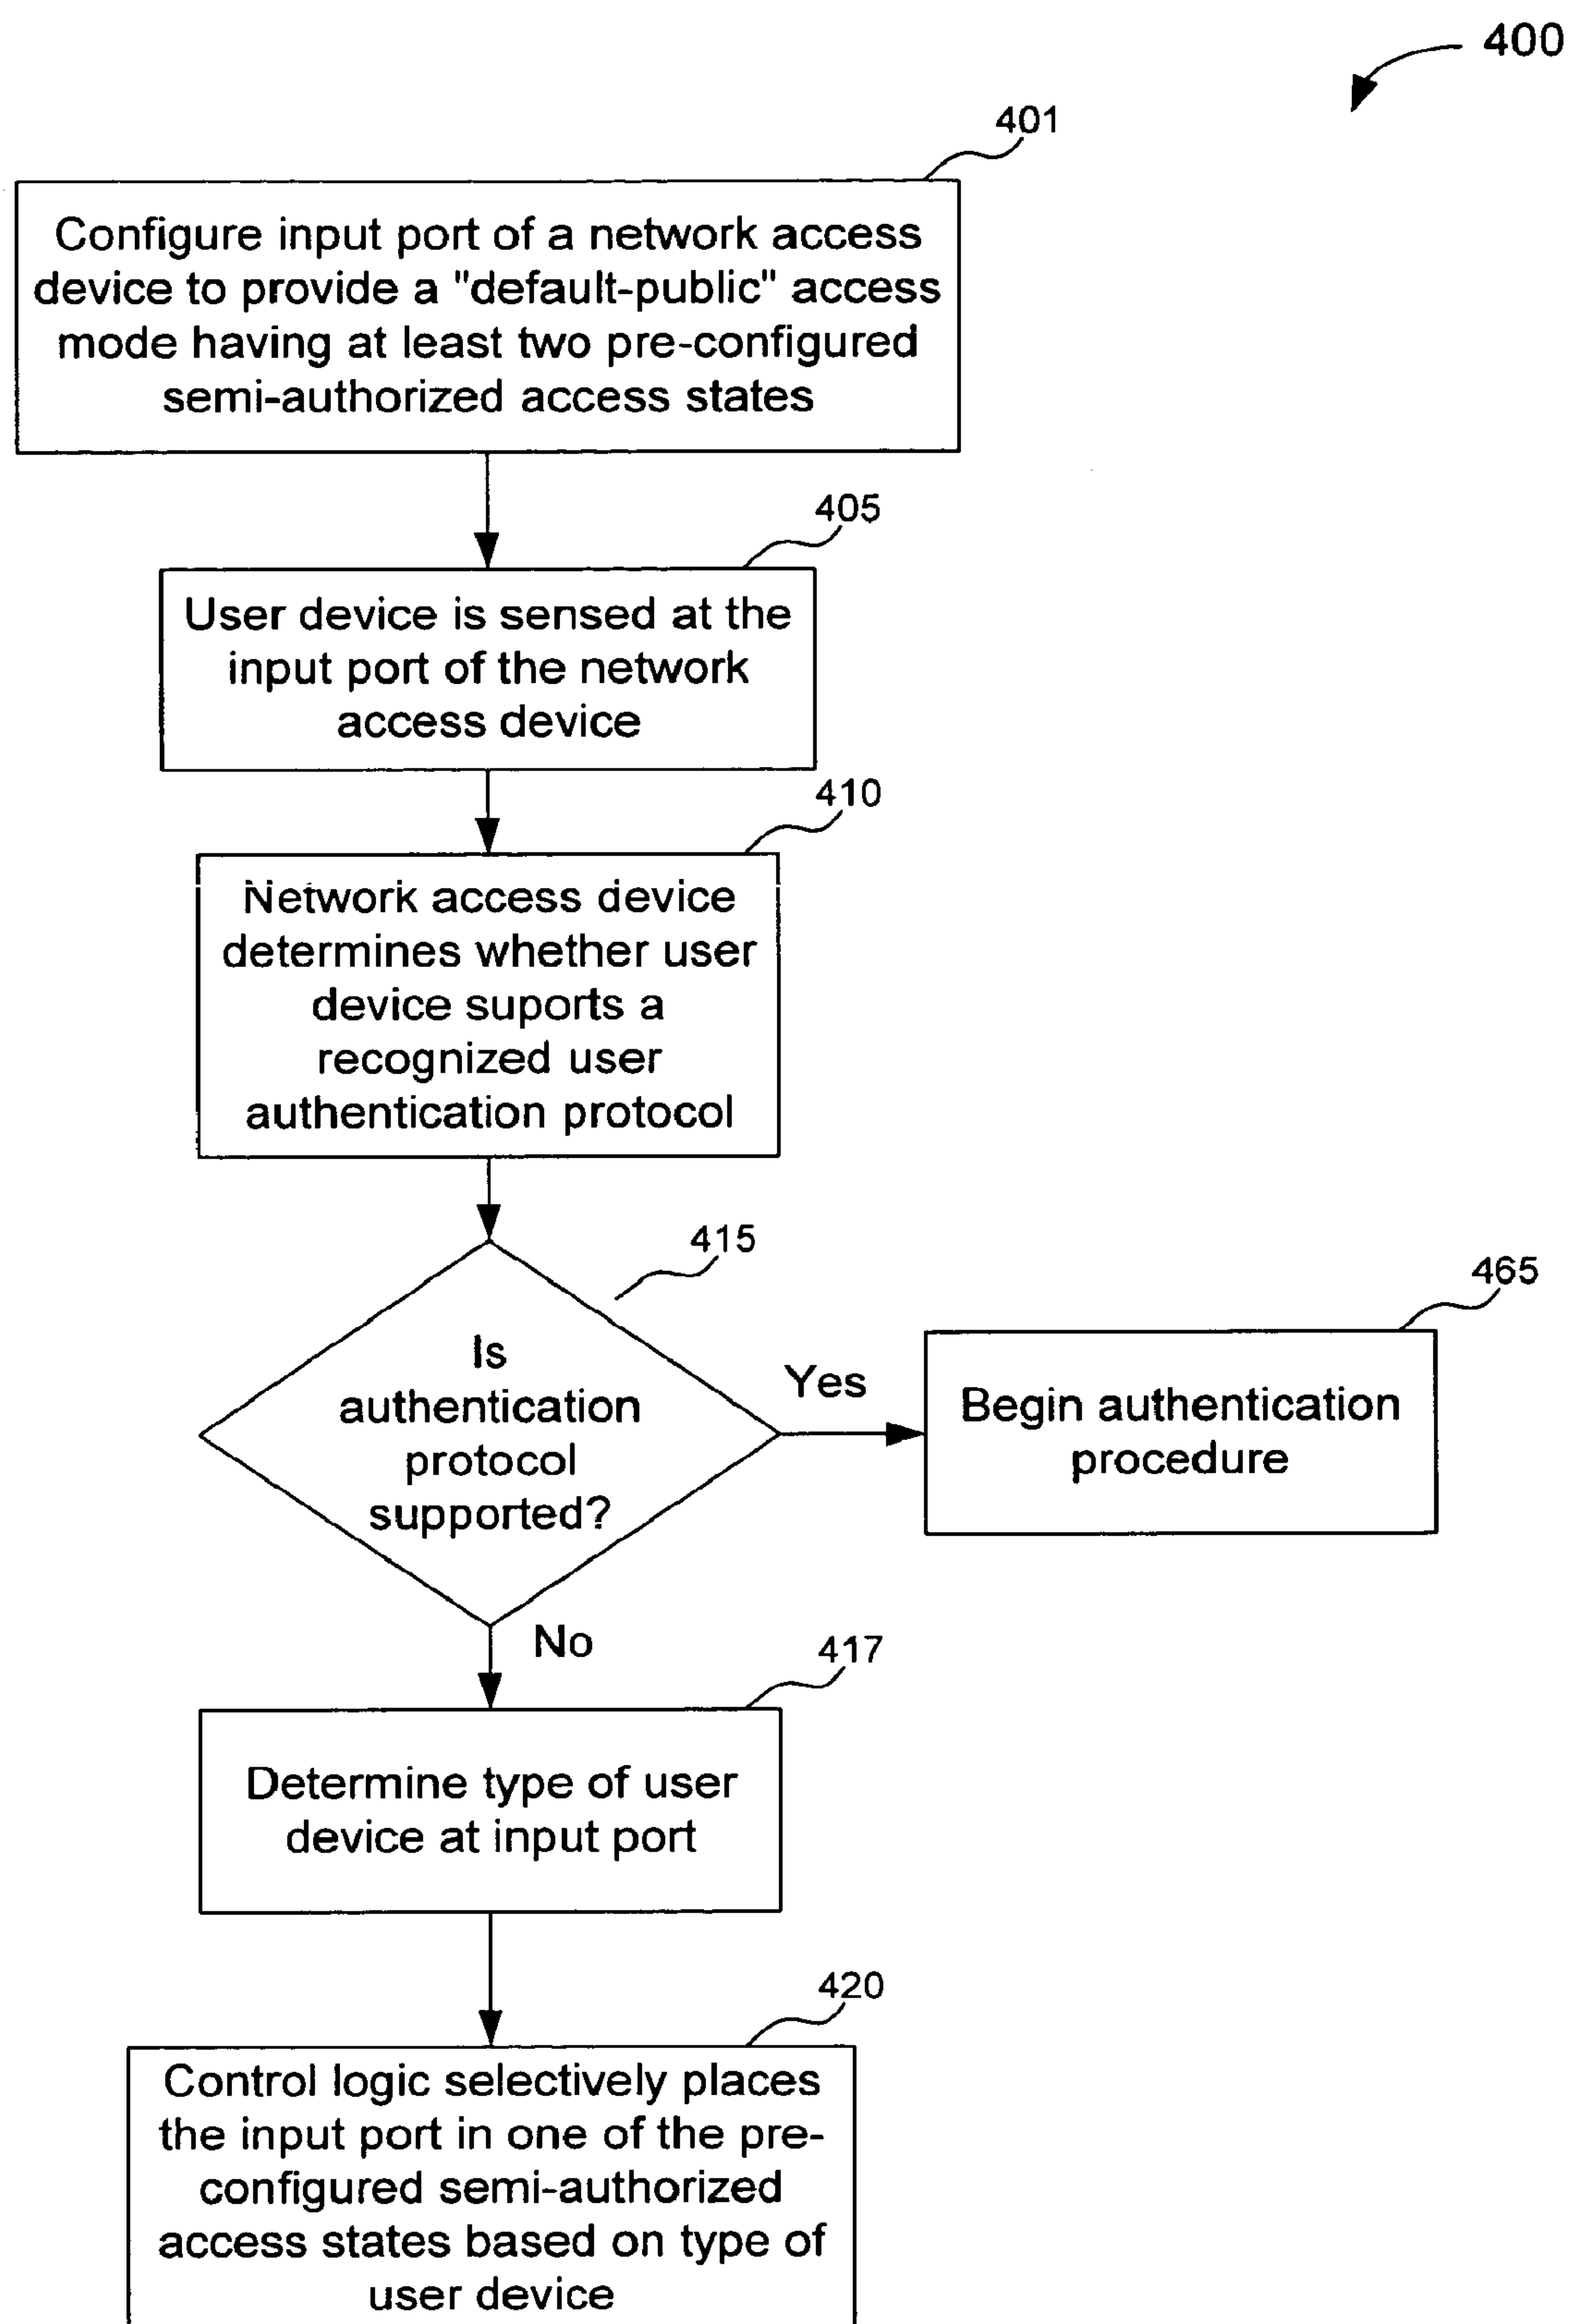 400
401
Configure input port of a network access
device to provide a "default-public" access
mode having at least two pre-configured
semi-authorized access states
405
User device is sensed at the
input port of the network
access device
410
Network access device
determines whether user
device suports a
recognized user
authentication protocol
415
Is
authentication
protocol
supported?
Yes
465
Begin authentication
procedure
No
417
Determine type of user
device at input port
420
Control logic selectively places
the input port in one of the pre-
configured semi-authorized
access states based on type of
user device